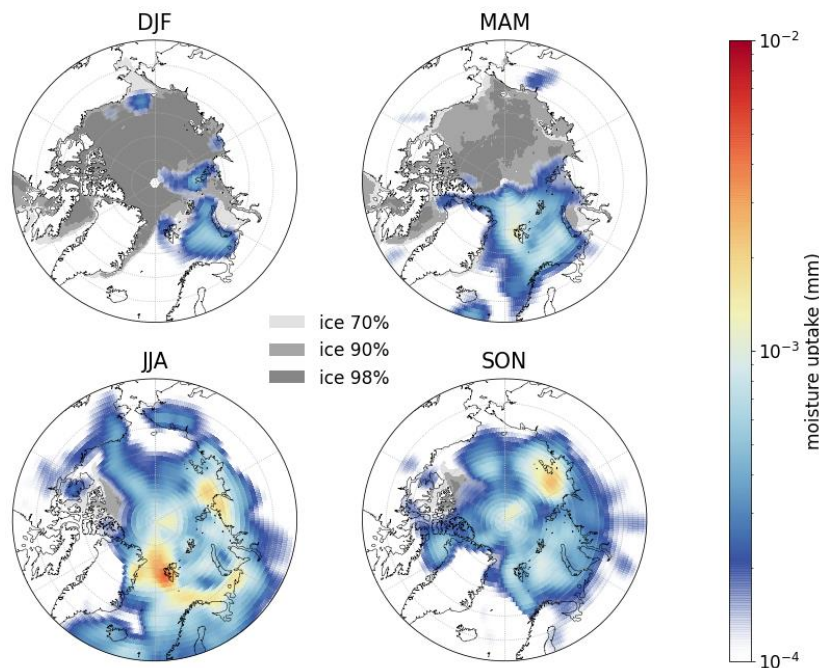 DJF
MAM
ice 70%
ice 90%
ice 98%
JJA
SON
10⁻²
10⁻³
10⁻⁴
moisture uptake (mm)